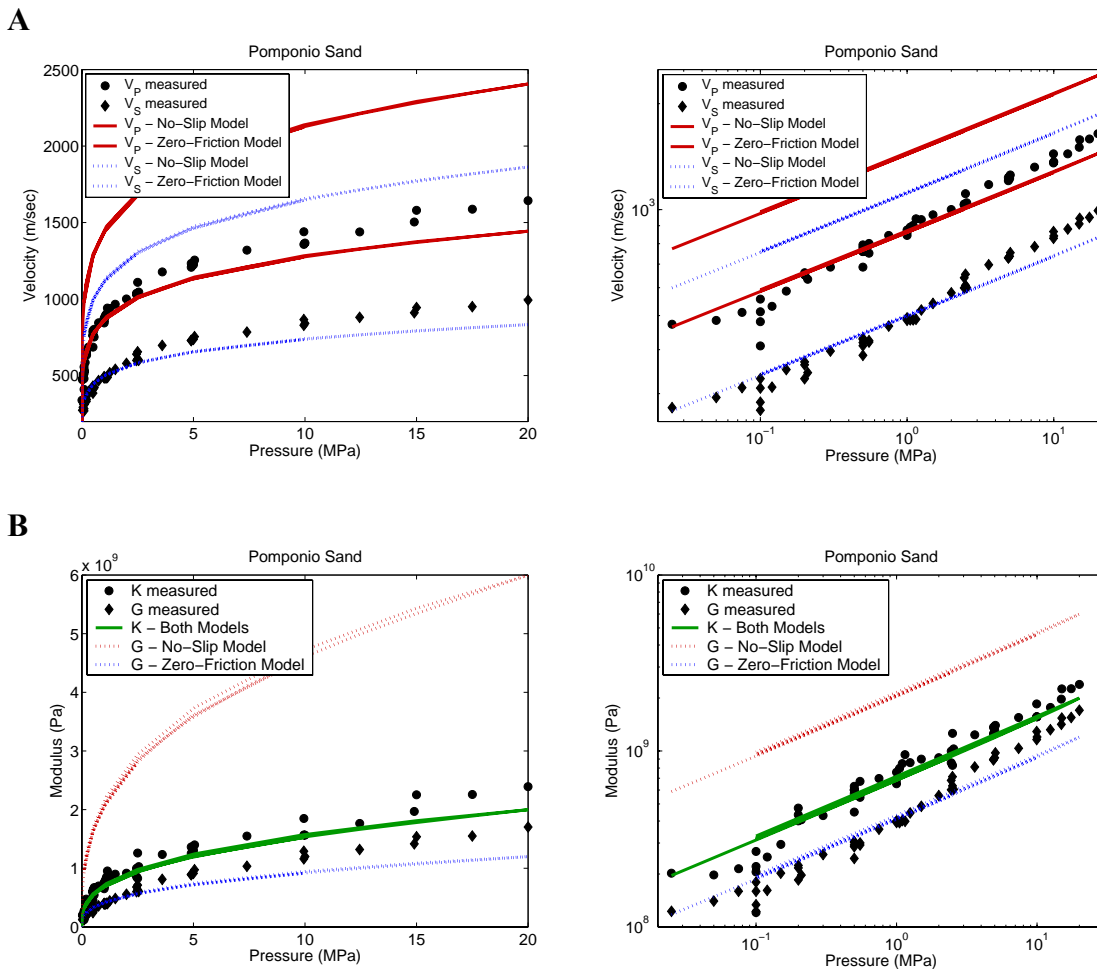 A
Pomponio Sand
2500
2000
1500
1000
500
0
5
10
15
20
Velocity (m/sec)
Pressure (MPa)
V_P measured
V_S measured
V_P − No−Slip Model
V_P − Zero−Friction Model
V_S − No−Slip Model
V_S − Zero−Friction Model
Pomponio Sand
10^3
10^−1
10^0
10^1
Velocity (m/sec)
Pressure (MPa)
V_P measured
V_S measured
V_P − No−Slip Model
V_P − Zero−Friction Model
V_S − No−Slip Model
V_S − Zero−Friction Model
B
x 10^9
Pomponio Sand
6
5
4
3
2
1
0
0
5
10
15
20
Modulus (Pa)
Pressure (MPa)
K measured
G measured
K − Both Models
G − No−Slip Model
G − Zero−Friction Model
Pomponio Sand
10^10
10^9
10^8
10^−1
10^0
10^1
Modulus (Pa)
Pressure (MPa)
K measured
G measured
K − Both Models
G − No−Slip Model
G − Zero−Friction Model